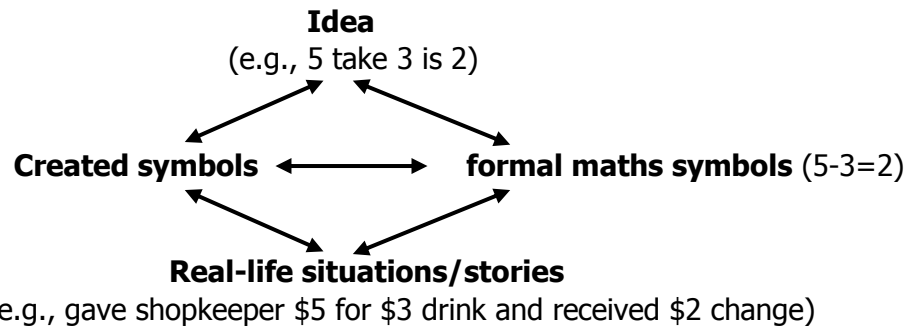 Idea
(e.g., 5 take 3 is 2)
Created symbols formal maths symbols (5-3=2)
Real-life situations/stories
e.g., gave shopkeeper $5 for $3 drink and received $2 change)